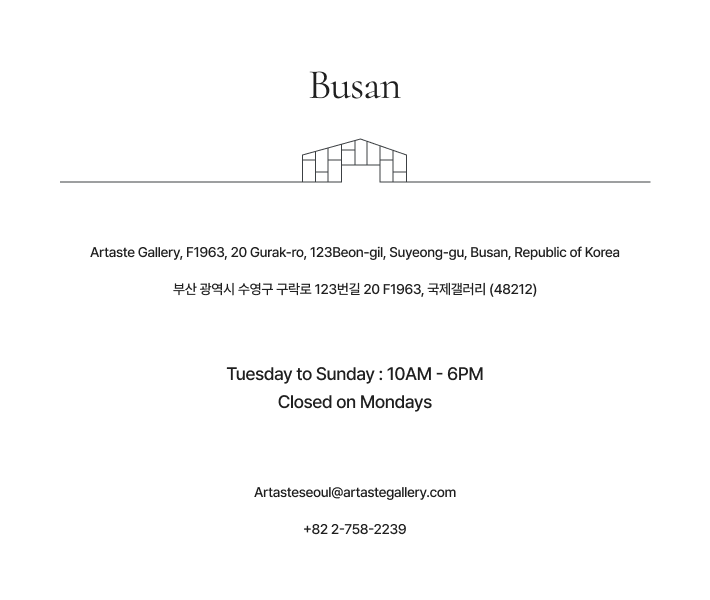 Busan
Artaste Gallery, F1963, 20 Gurak-ro, 123Beon-gil, Suyeong-gu, Busan, Republic of Korea
부산 광역시 수영구 구락로 123번길 20 F1963, 국제갤러리 (48212)
Tuesday to Sunday : 10AM - 6PM
Closed on Mondays
Artasteseoul@artastegallery.com
+82 2-758-2239